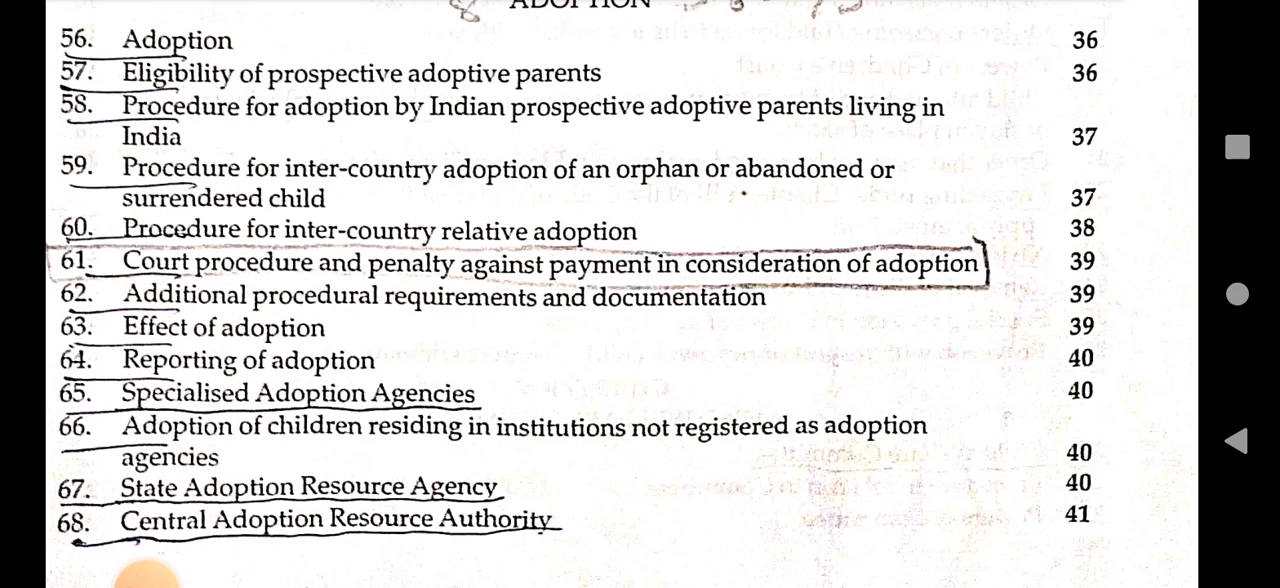 ADOPTION
56. Adoption 36
57. Eligibility of prospective adoptive parents 36
58. Procedure for adoption by Indian prospective adoptive parents living in
India 37
59. Procedure for inter-country adoption of an orphan or abandoned or
surrendered child 37
60. Procedure for inter-country relative adoption 38
61. Court procedure and penalty against payment in consideration of adoption 39
62. Additional procedural requirements and documentation 39
63. Effect of adoption 39
64. Reporting of adoption 40
65. Specialised Adoption Agencies 40
66. Adoption of children residing in institutions not registered as adoption
agencies 40
67. State Adoption Resource Agency 40
68. Central Adoption Resource Authority 41